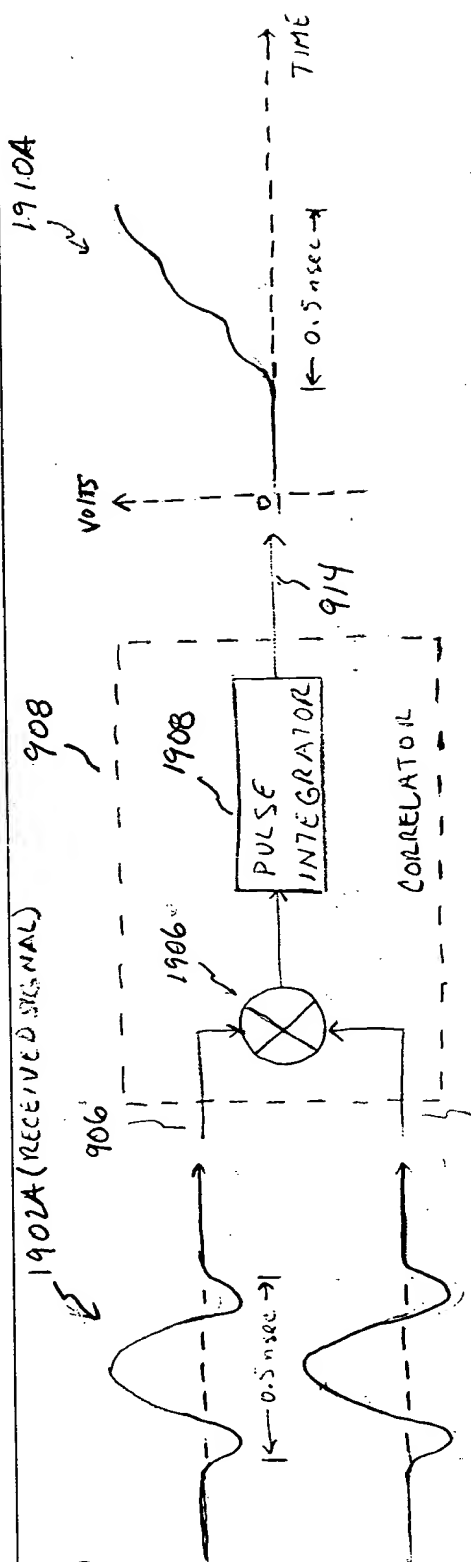 1902A (RECEIVED SIGNAL)
0.5 nsec
906
908
1906
1908
PULSE
INTEGRATOR
CORRELATOR
914
VOLTS
0
1910A
0.5 nsec
TIME